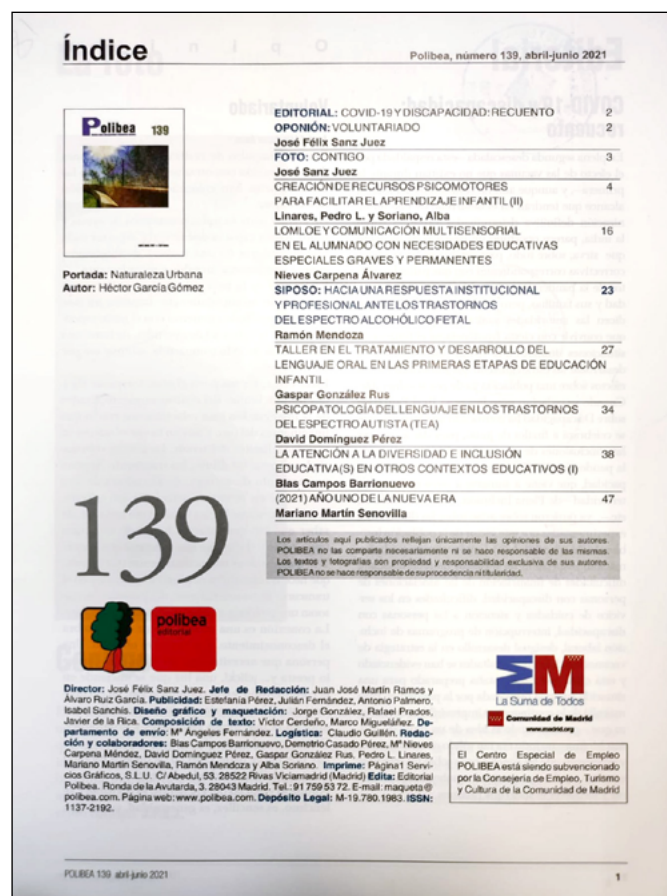 Índice
Polibea, número 139, abril-junio 2021
Polibea 139
Portada: Naturaleza Urbana
Autor: Héctor García Gómez
EDITORIAL: COVID-19 Y DISCAPACIDAD: RECUENTO 2
OPONIÓN: VOLUNTARIADO 2
José Félix Sanz Juez
FOTO: CONTIGO 3
José Sanz Juez
CREACIÓN DE RECURSOS PSICOMOTORES 4
PARA FACILITAR EL APRENDIZAJE INFANTIL (II)
Linares, Pedro L. y Soriano, Alba
LOMLOE Y COMUNICACIÓN MULTISENSORIAL 16
EN EL ALUMNADO CON NECESIDADES EDUCATIVAS
ESPECIALES GRAVES Y PERMANENTES
Nieves Carpena Álvarez
SIPOSO: HACIA UNA RESPUESTA INSTITUCIONAL 23
Y PROFESIONAL ANTE LOS TRASTORNOS
DEL ESPECTRO ALCOHÓLICO FETAL
Ramón Mendoza
TALLER EN EL TRATAMIENTO Y DESARROLLO DEL 27
LENGUAJE ORAL EN LAS PRIMERAS ETAPAS DE EDUCACIÓN
INFANTIL
Gaspar González Rus
PSICOPATOLOGÍA DEL LENGUAJE EN LOS TRASTORNOS 34
DEL ESPECTRO AUTISTA (TEA)
David Domínguez Pérez
LA ATENCIÓN A LA DIVERSIDAD E INCLUSIÓN 38
EDUCATIVA(S) EN OTROS CONTEXTOS EDUCATIVOS (I)
Blas Campos Barrionuevo
(2021) AÑO UNO DE LA NUEVA ERA 47
Mariano Martín Senovilla
139
Los artículos aquí publicados reflejan únicamente las opiniones de sus autores.
POLIBEA no las comparte necesariamente ni se hace responsable de las mismas.
Los textos y fotografías son propiedad y responsabilidad exclusiva de sus autores.
POLIBEA no se hace responsable de su procedencia ni titularidad.
polibea
editorial
Director: José Félix Sanz Juez. Jefe de Redacción: Juan José Martín Ramos y
Álvaro Ruiz García. Publicidad: Estefanía Pérez, Julián Fernández, Antonio Palmero,
Isabel Sanchís. Diseño gráfico y maquetación: Jorge González, Rafael Prados,
Javier de la Rica. Composición de texto: Víctor Cerdeño, Marco Migueláñez. De-
partamento de envío: Mª Ángeles Fernández. Logística: Claudio Guillén. Redac-
ción y colaboradores: Blas Campos Barrionuevo, Demetrio Casado Pérez, Mª Nieves
Carpena Méndez, David Domínguez Pérez, Gaspar González Rus. Pedro L. Linares,
Mariano Martín Senovilla, Ramón Mendoza y Alba Soriano. Imprime: Página1 Servi-
cios Gráficos, S.L.U. C/ Abedul, 53. 28522 Rivas Viciamadrid (Madrid) Edita: Editorial
Polibea. Ronda de la Avutarda, 3. 28043 Madrid. Tel.: 91 759 53 72. E-mail: maqueta@
polibea.com. Página web: www.polibea.com. Depósito Legal: M-19.780.1983. ISSN:
1137-2192.
EM
La Suma de Todos
Comunidad de Madrid
www.madrid.org
El Centro Especial de Empleo
POLIBEA está siendo subvencionado
por la Consejería de Empleo, Turismo
y Cultura de la Comunidad de Madrid
POLIBEA 139 abril-junio 2021
1